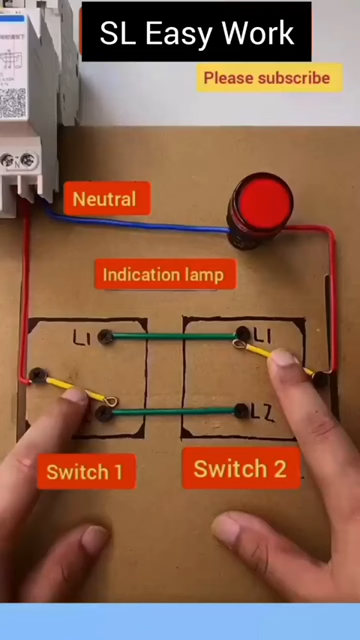 SL Easy Work
Please subscribe
N
Neutral
Indication lamp
L1
L1
L2
Switch 1
Switch 2